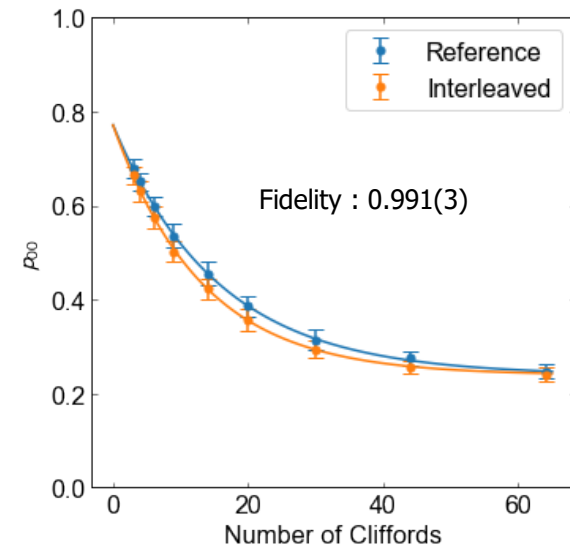 1.0
0.8
0.6
0.4
0.2
0.0
p00
0
20
40
60
Number of Cliffords
Reference
Interleaved
Fidelity : 0.991(3)